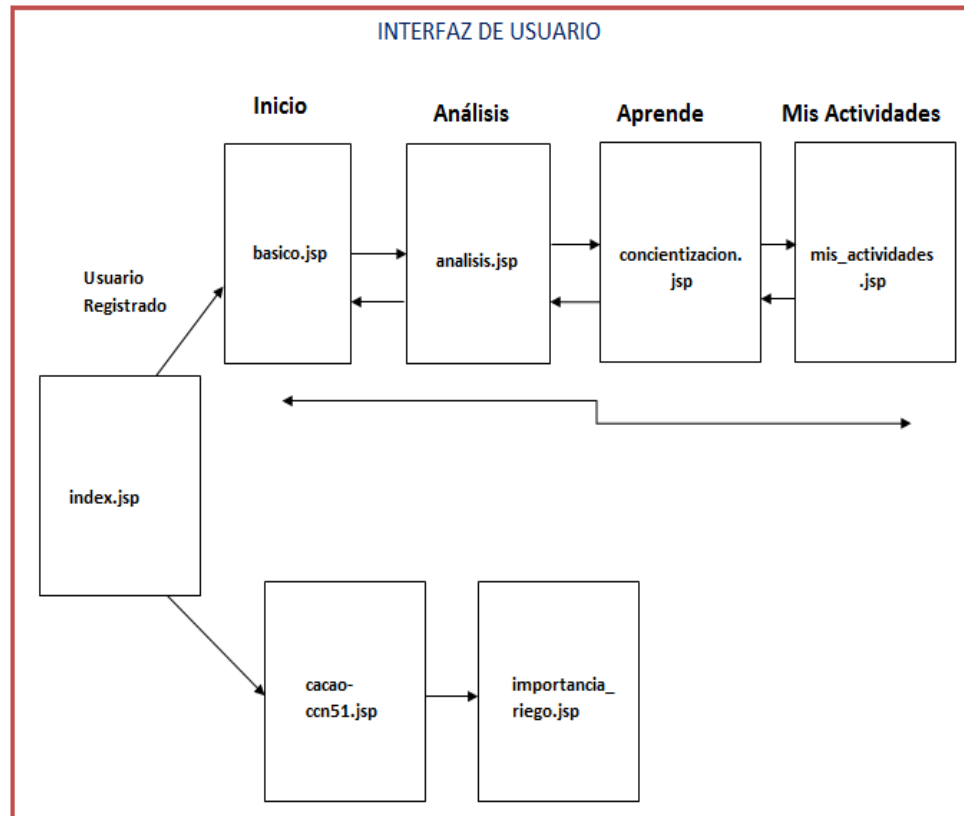 INTERFAZ DE USUARIO
Inicio
Análisis
Aprende
Mis Actividades
basico.jsp
analisis.jsp
concientizacion.
jsp
mis_actividades
.jsp
Usuario
Registrado
index.jsp
cacao-
ccn51.jsp
importancia_
riego.jsp